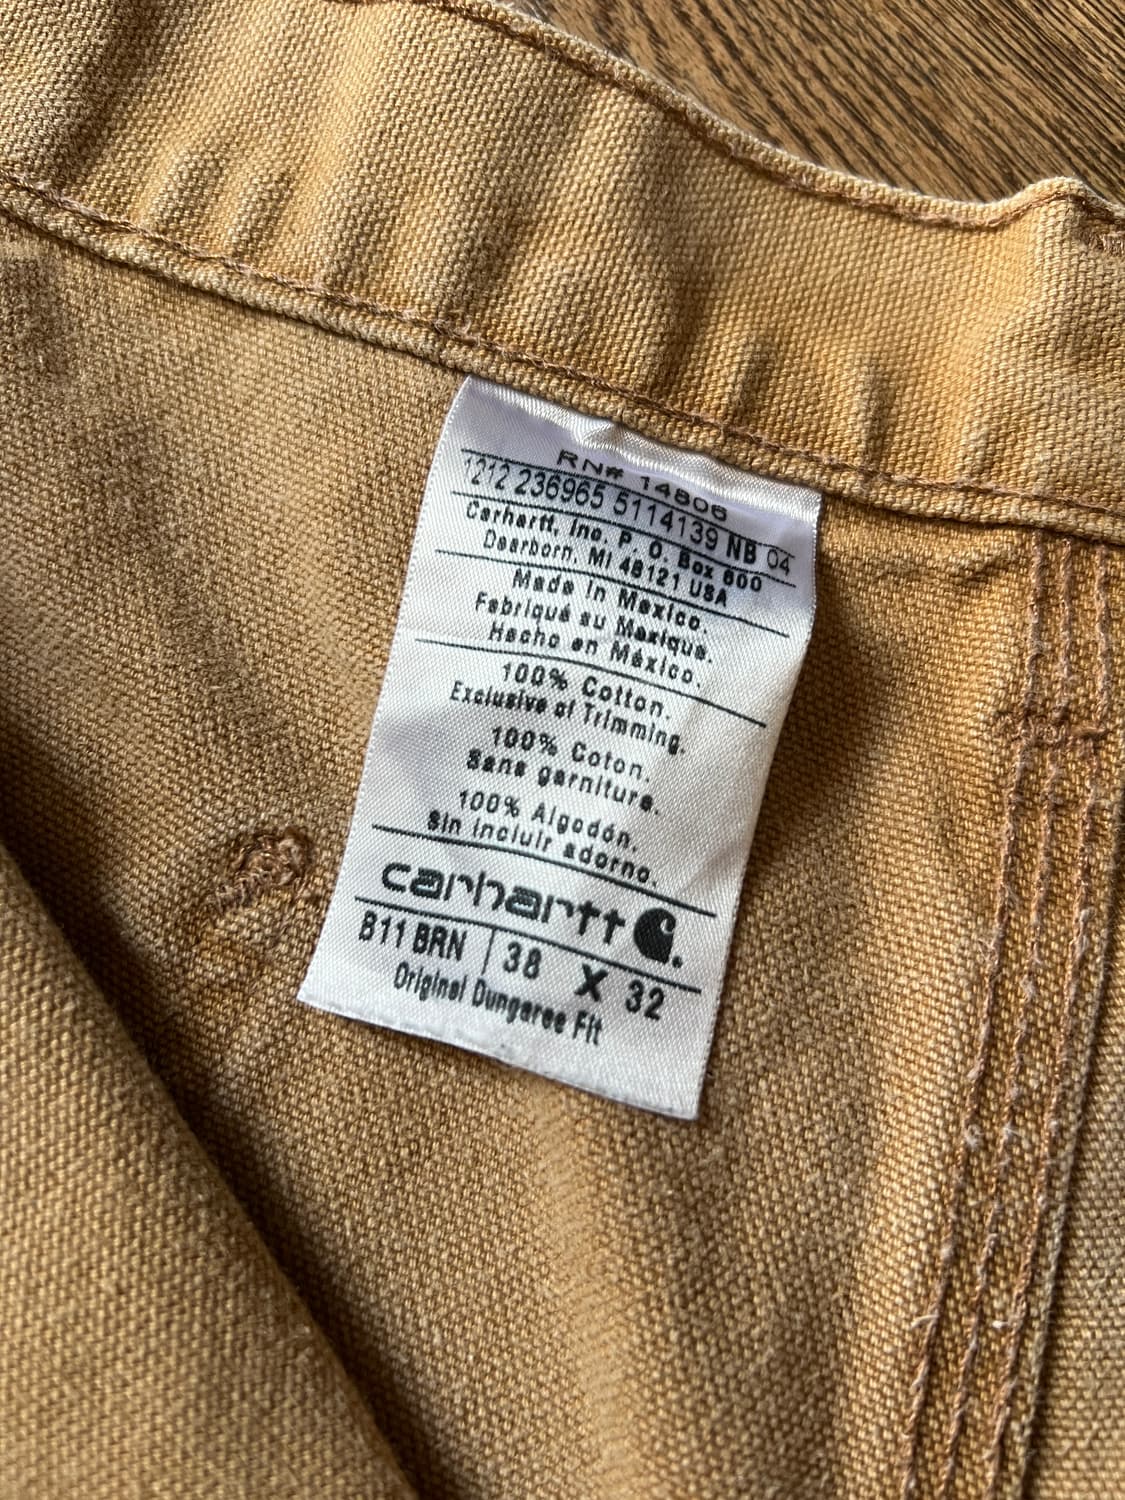 RN# 14806
1212 236965 5114139 NB 04
Carhartt, Inc. P. O. Box 600
Dearborn, MI 48121 USA
Made in Mexico.
Fabriqué au Mexique.
Hecho en México.
100% Cotton.
Exclusive of Trimming.
100% Coton.
Sans garniture.
100% Algodón.
Sin incluir adorno.
carhartt
B11 BRN | 38 X 32
Original Dungaree Fit